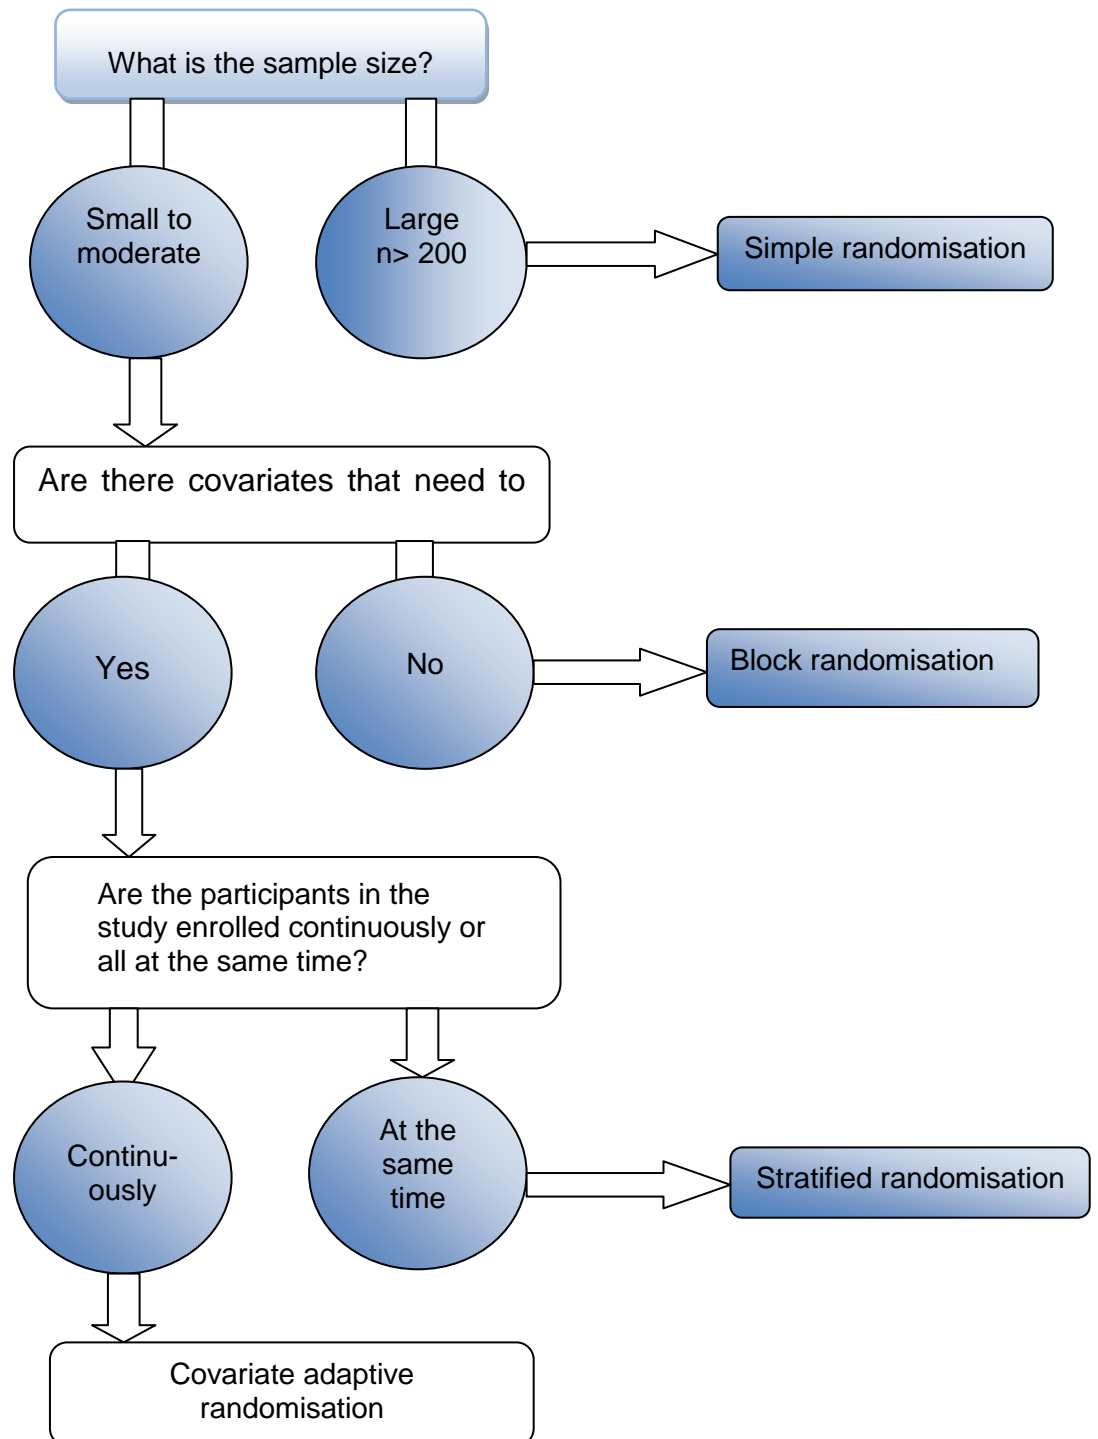 What is the sample size?
Small to
moderate
Large
n> 200
Simple randomisation
Are there covariates that need to
Yes
No
Block randomisation
Are the participants in the
study enrolled continuously or
all at the same time?
Continu-
ously
At the
same
time
Stratified randomisation
Covariate adaptive
randomisation